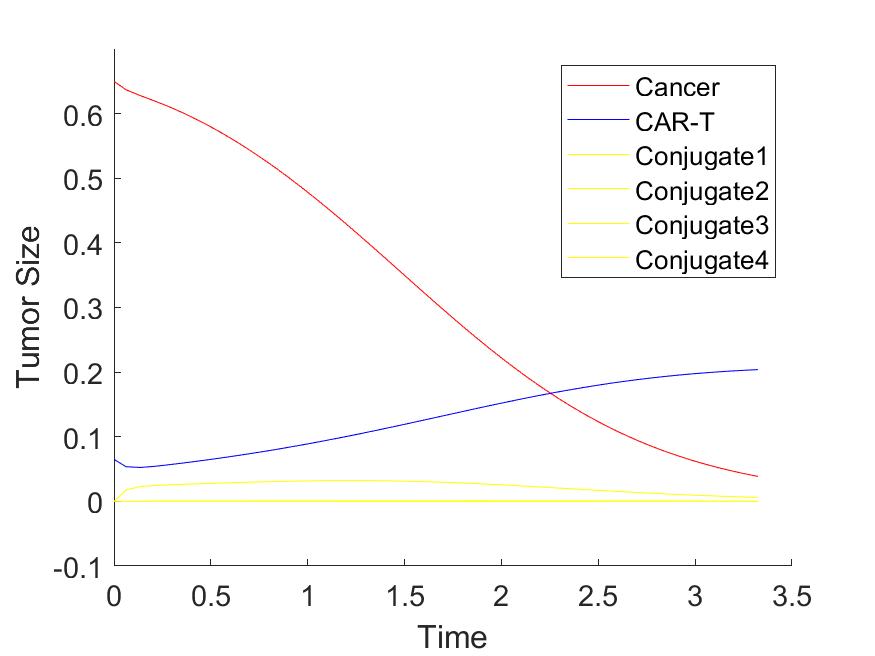 Cancer
CAR-T
Conjugate1
Conjugate2
Conjugate3
Conjugate4
0.6
0.5
0.4
0.3
0.2
0.1
0
-0.1
Tumor Size
0 0.5 1 1.5 2 2.5 3 3.5
Time